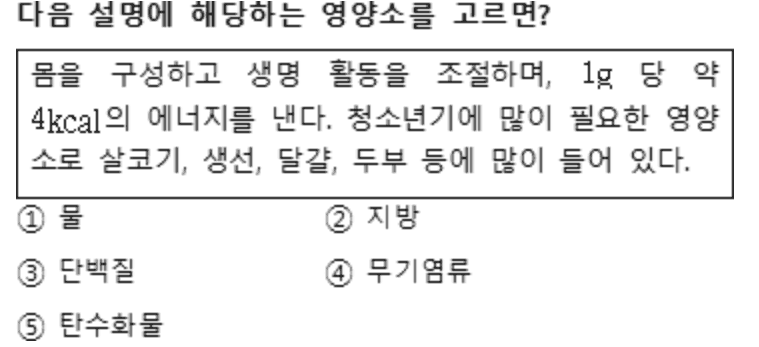 다음 설명에 해당하는 영양소를 고르면?
몸을 구성하고 생명 활동을 조절하며, 1g 당 약
4kcal의 에너지를 낸다. 청소년기에 많이 필요한 영양
소로 살코기, 생선, 달걀, 두부 등에 많이 들어 있다.
① 물 ② 지방
③ 단백질 ④ 무기염류
⑤ 탄수화물